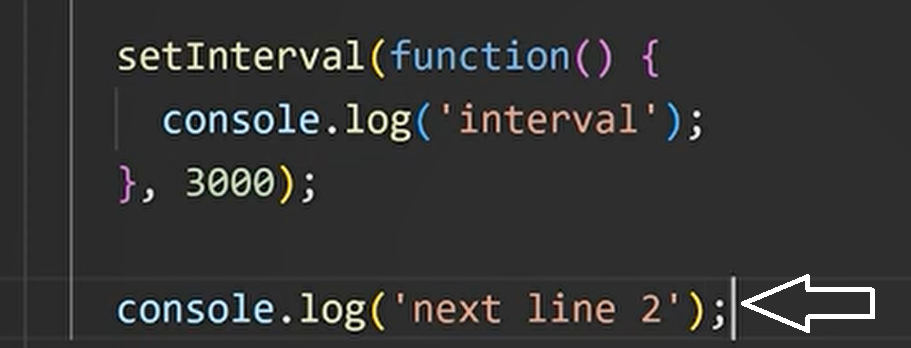 setInterval(function() {
  console.log('interval');
}, 3000);
console.log('next line 2');